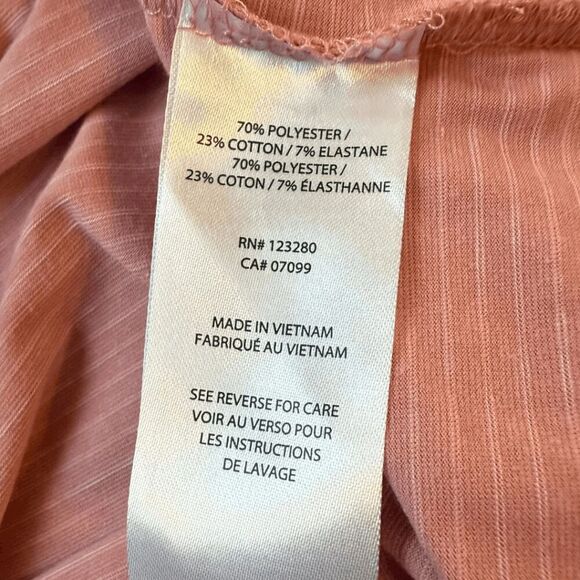 70% POLYESTER /
23% COTTON / 7% ELASTANE
70% POLYESTER /
23% COTON / 7% ÉLASTHANNE
RN# 123280
CA# 07099
MADE IN VIETNAM
FABRIQUÉ AU VIETNAM
SEE REVERSE FOR CARE
VOIR AU VERSO POUR
LES INSTRUCTIONS
DE LAVAGE